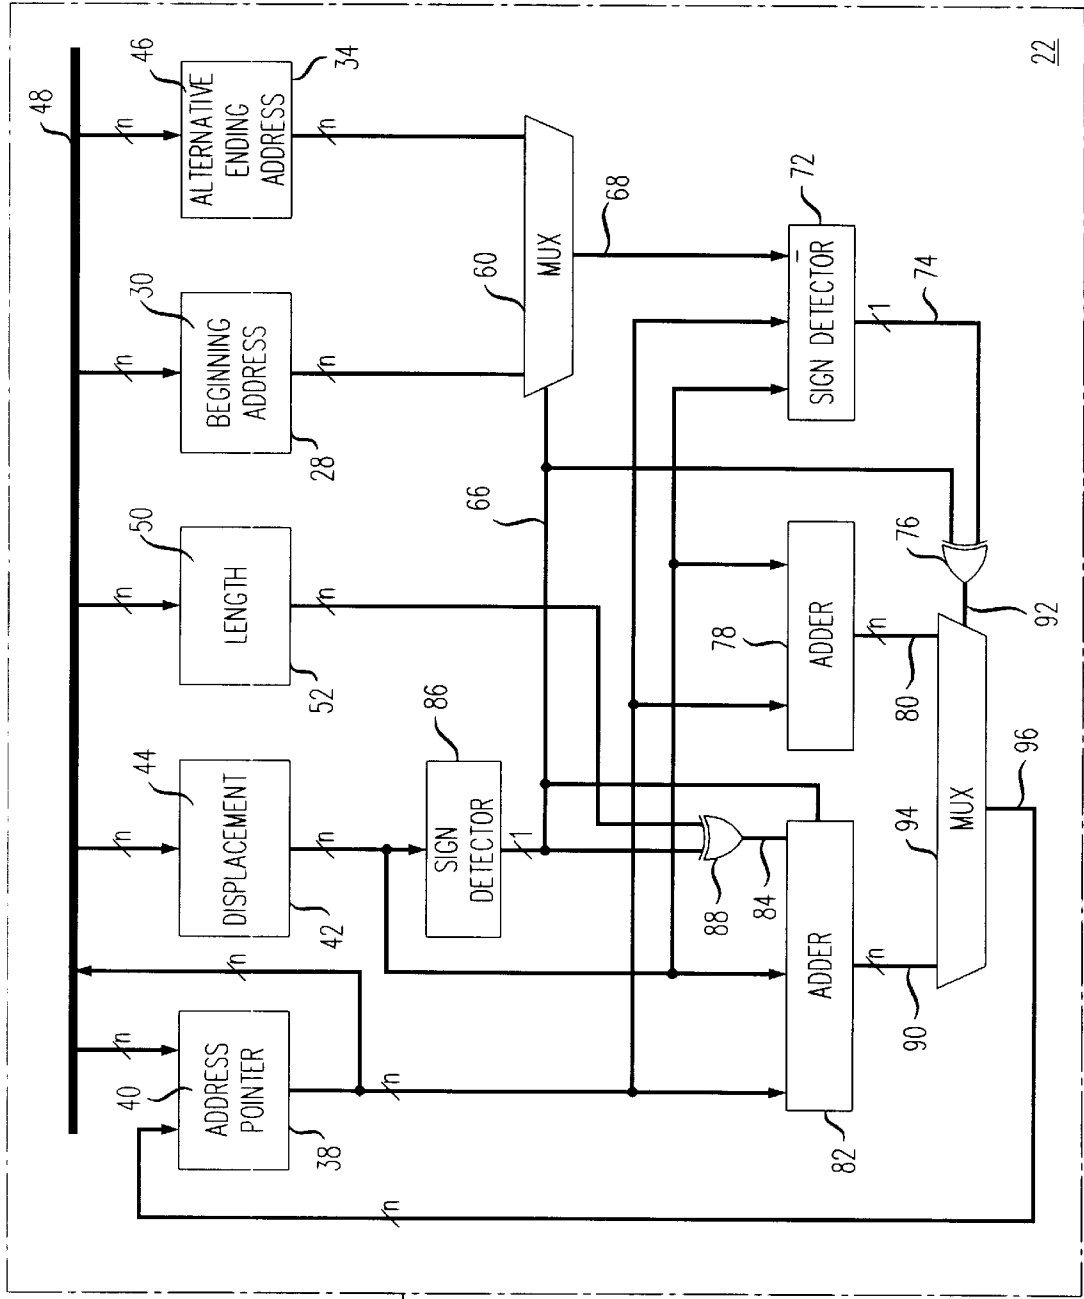 48
n
n
n
n
n
n
40
ADDRESS
POINTER
38
44
DISPLACEMENT
42
50
LENGTH
52
30
BEGINNING
ADDRESS
28
46
ALTERNATIVE
ENDING
ADDRESS
34
n
n
n
n
n
n
86
SIGN
DETECTOR
1
66
60
MUX
68
88
84
82
ADDER
n
90
78
ADDER
n
80
72
SIGN DETECTOR
–
1
74
76
92
94
MUX
96
22